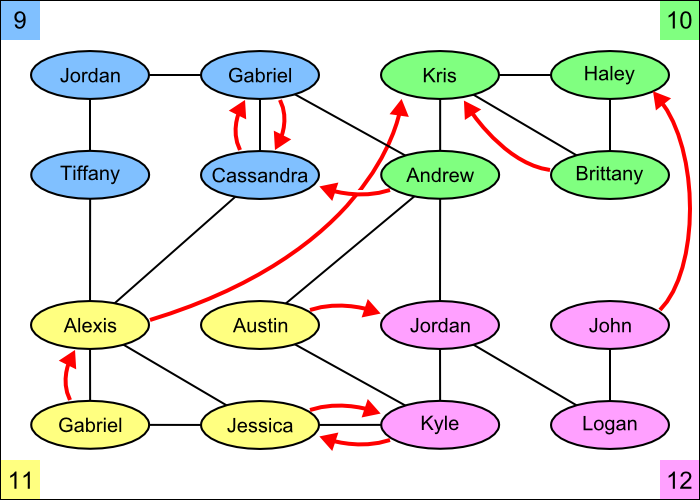 9
10
Jordan
Gabriel
Kris
Haley
Tiffany
Cassandra
Andrew
Brittany
Alexis
Austin
Jordan
John
Gabriel
Jessica
Kyle
Logan
11
12